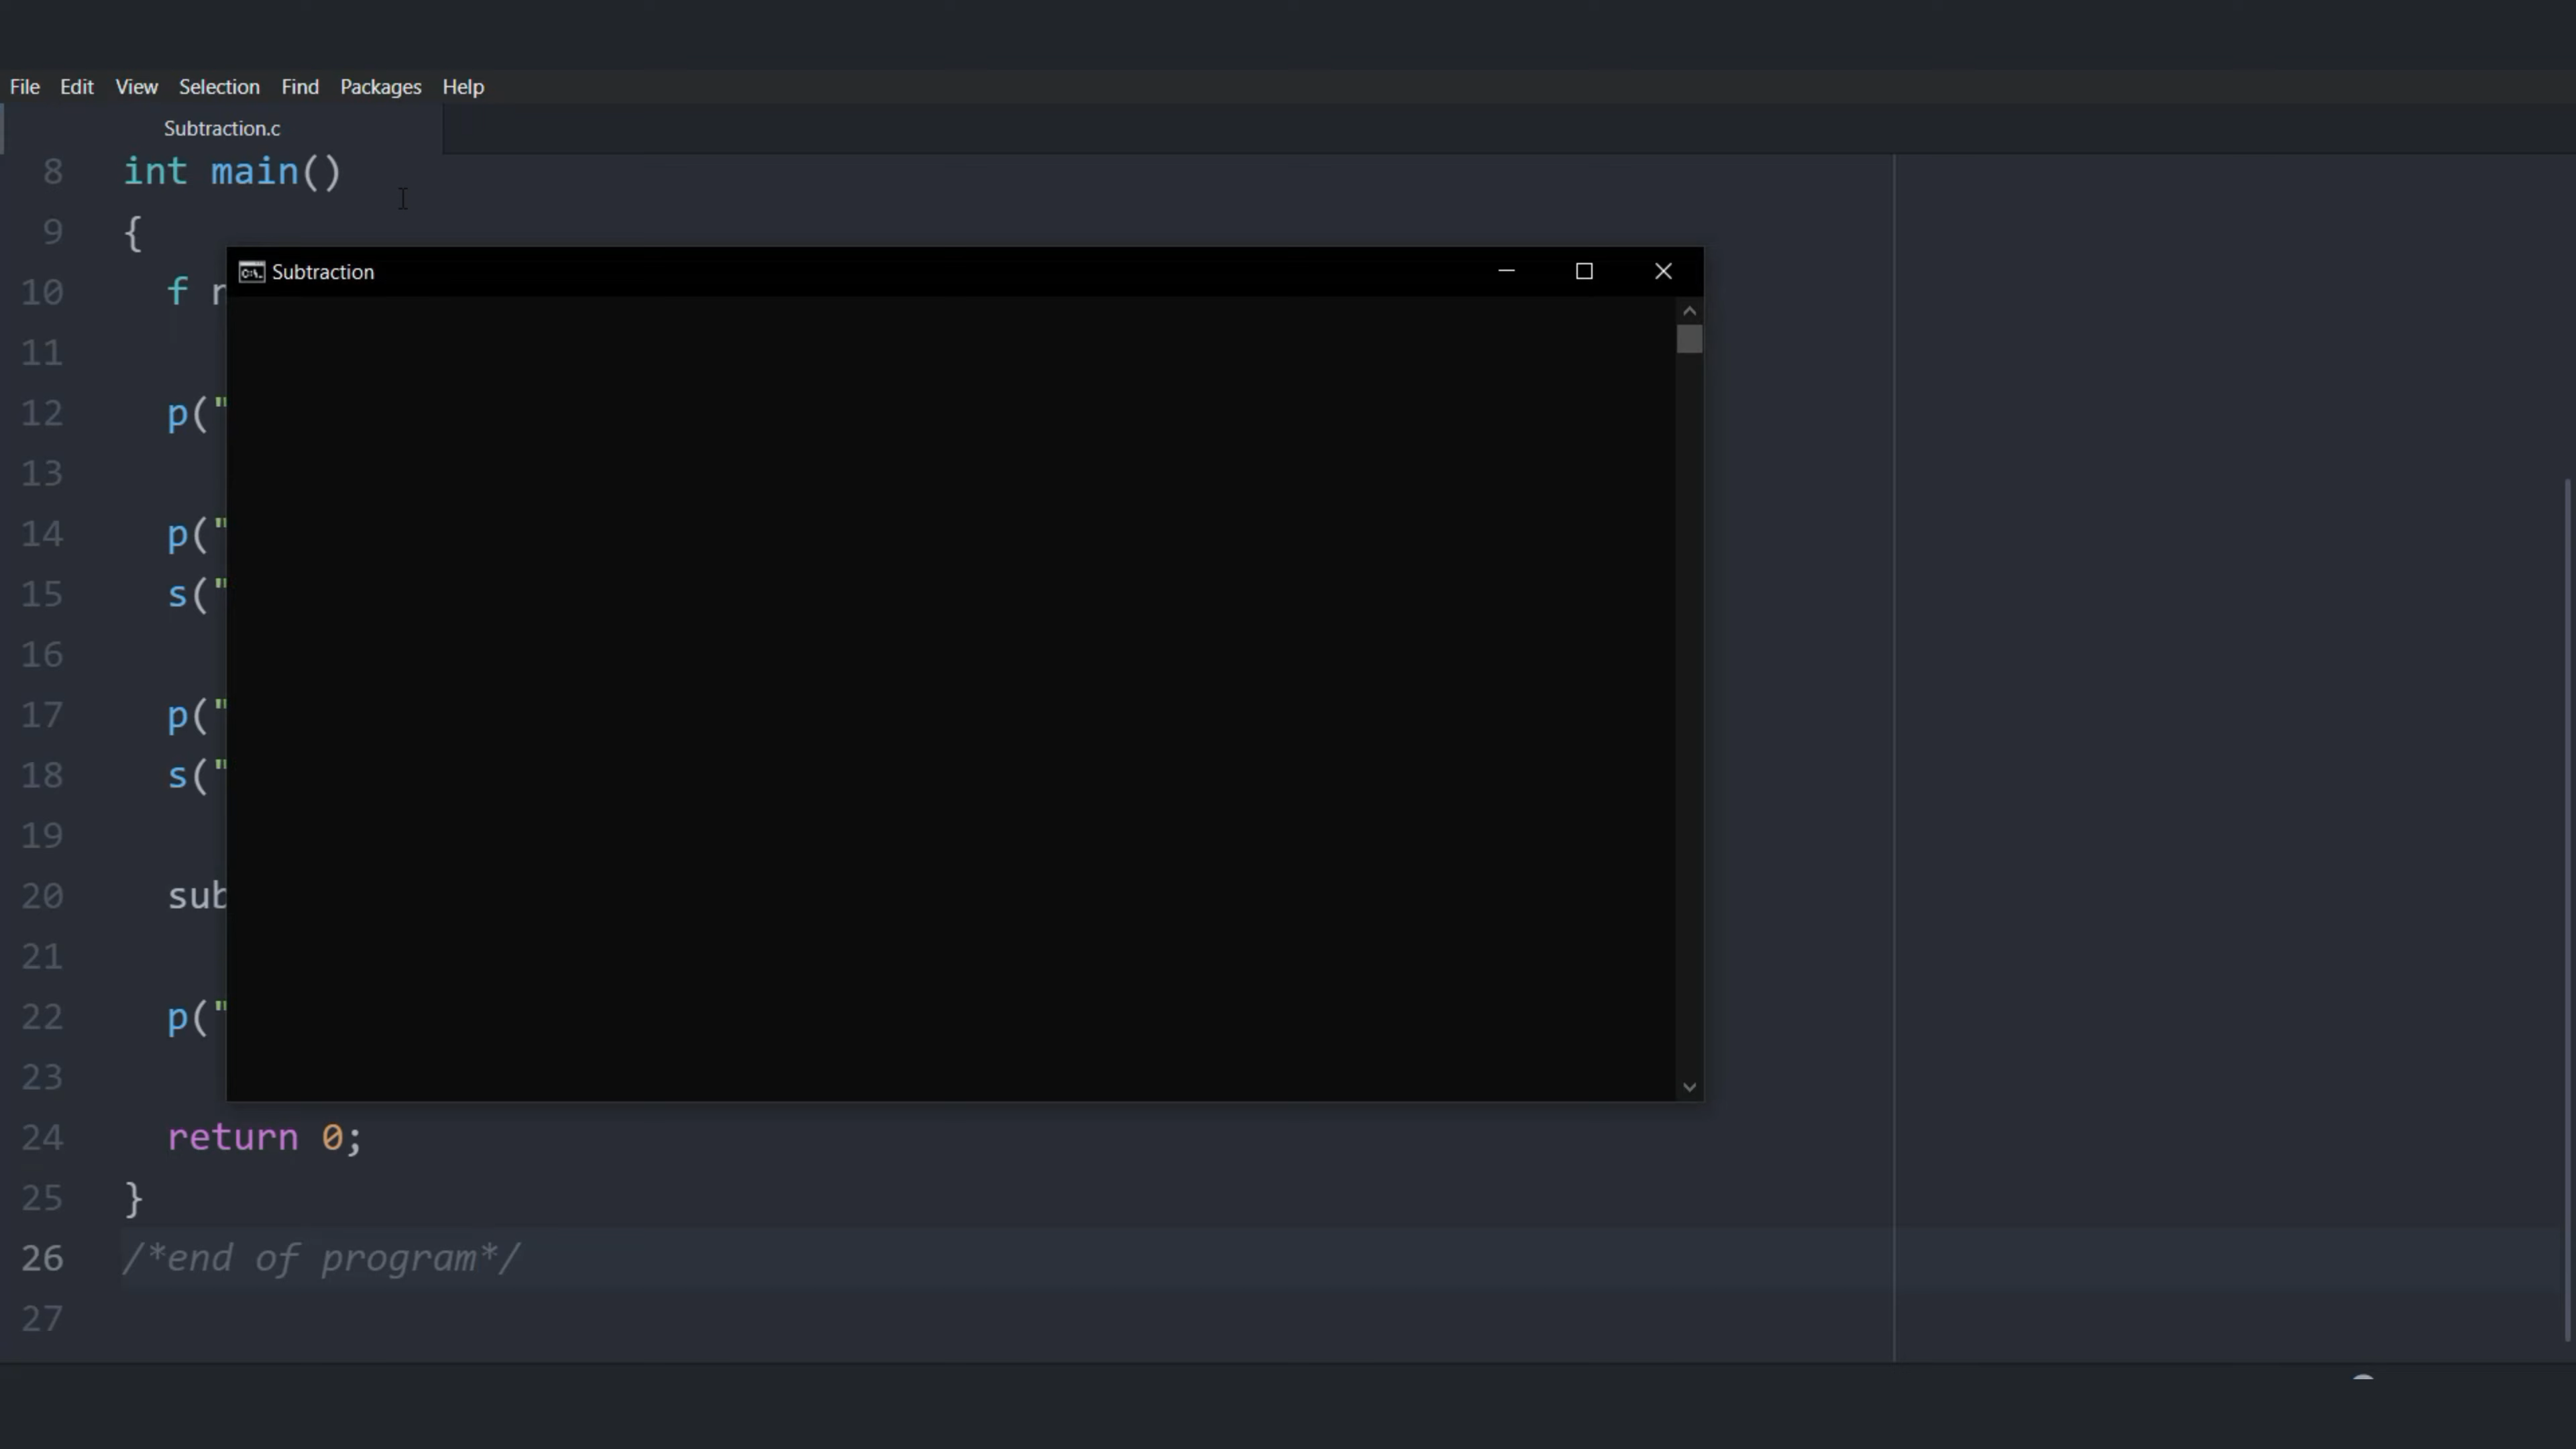 File Edit View Selection Find Packages Help
Subtraction.c
8 int main()
9 {
Subtraction
10 f
11
12 p("
13
14 p("
15 s("
16
17 p("
18 s("
19
20 sub
21
22 p("
23
24 return 0;
25 }
26 /*end of program*/
27